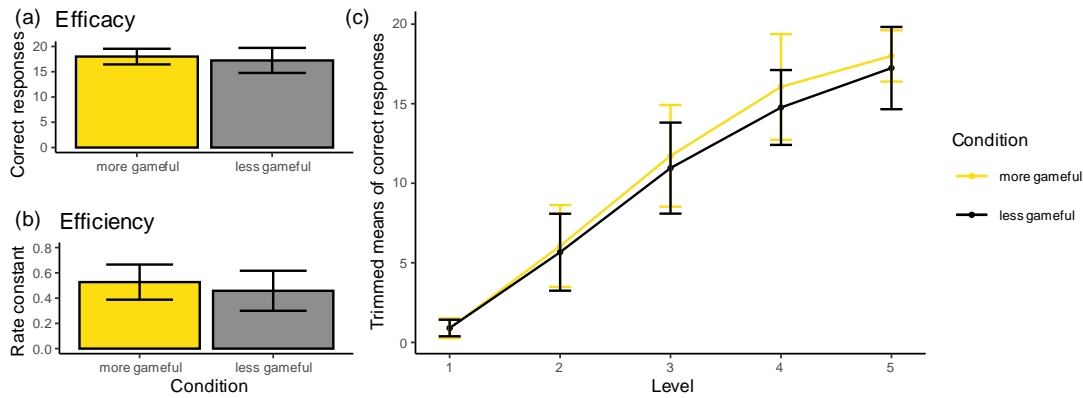 (a) Efficacy
Correct responses
20
15
10
5
0
more gameful less gameful
(b) Efficiency
Rate constant
0.8
0.6
0.4
0.2
0.0
more gameful less gameful
Condition
(c)
Trimmed means of correct responses
20
15
10
5
0
1 2 3 4 5
Level
Condition
more gameful
less gameful